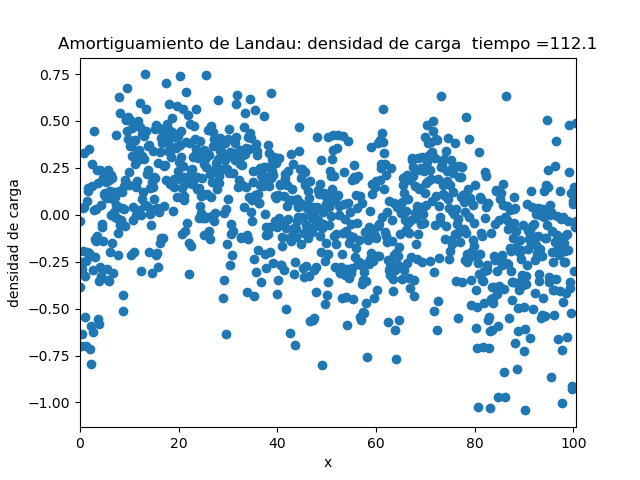 Amortiguamiento de Landau: densidad de carga  tiempo =112.1
densidad de carga
0.75
0.50
0.25
0.00
−0.25
−0.50
−0.75
−1.00
0 20 40 60 80 100
x